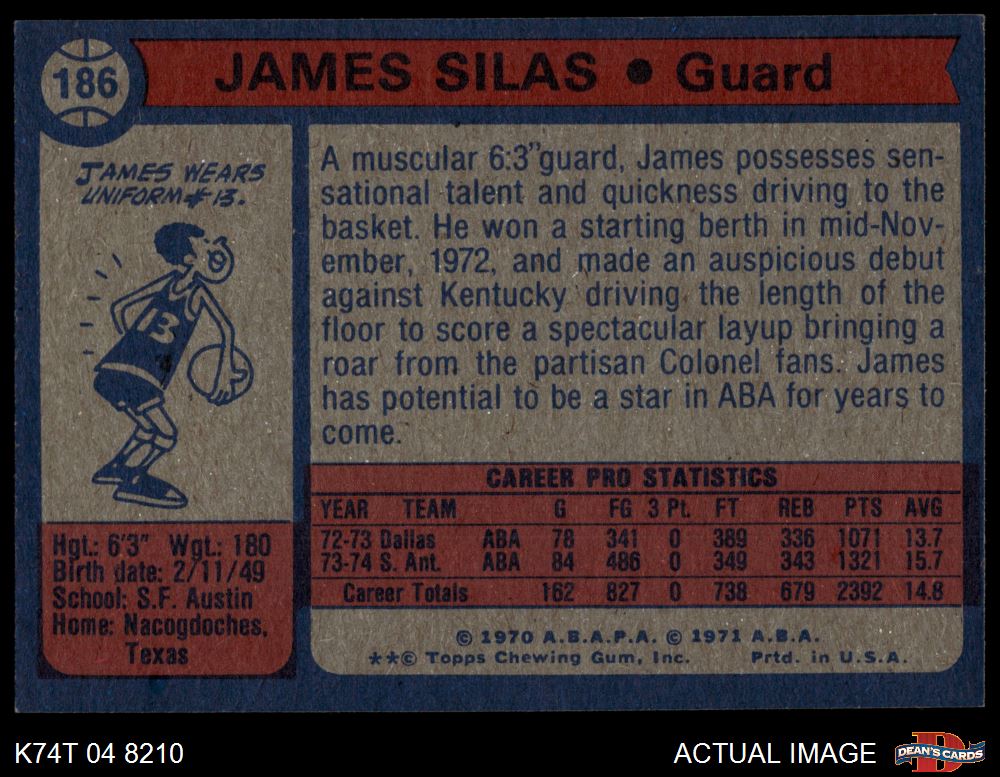 186
JAMES SILAS ● Guard
JAMES WEARS
UNIFORM # 13.
13
Hgt.: 6'3" Wgt.: 180
Birth date: 2/11/49
School: S.F. Austin
Home: Nacogdoches,
Texas
A muscular 6:3"guard, James possesses sen-
sational talent and quickness driving to the
basket. He won a starting berth in mid-Nov-
ember, 1972, and made an auspicious debut
against Kentucky driving the length of the
floor to score a spectacular layup bringing a
roar from the partisan Colonel fans. James
has potential to be a star in ABA for years to
come.
CAREER PRO STATISTICS
YEAR TEAM G FG 3 Pt. FT REB PTS AVG
72-73 Dallas ABA 78 341 0 389 336 1071 13.7
73-74 S. Ant. ABA 84 486 0 349 343 1321 15.7
Career Totals 162 827 0 738 679 2392 14.8
© 1970 A.B.A.P.A. © 1971 A.B.A.
**© Topps Chewing Gum, Inc. Prtd. in U.S.A.
K74T 04 8210
ACTUAL IMAGE
D
DEAN'S CARDS